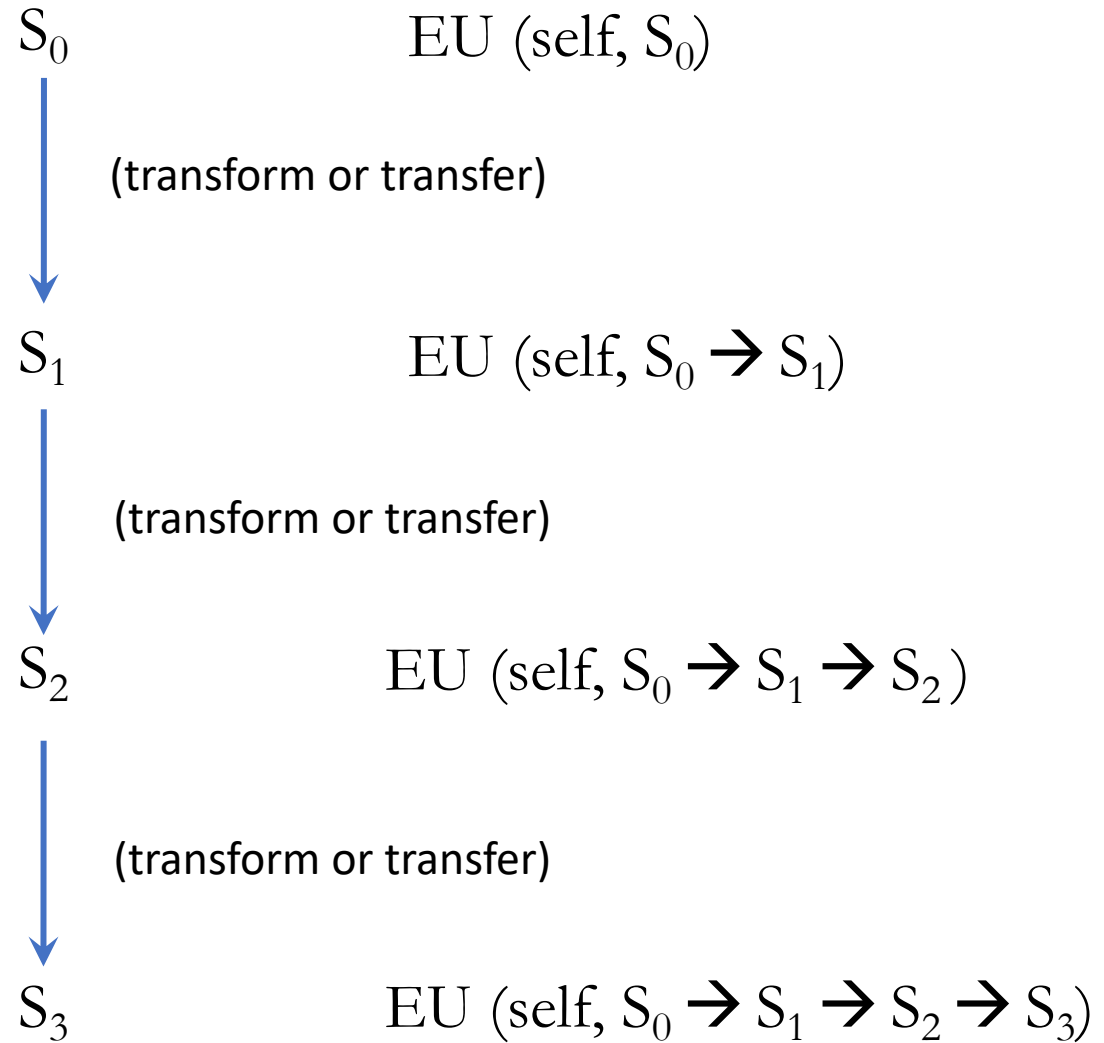 S₀ EU (self, S₀)
(transform or transfer)
S₁ EU (self, S₀ → S₁)
(transform or transfer)
S₂ EU (self, S₀ → S₁ → S₂ )
(transform or transfer)
S₃ EU (self, S₀ → S₁ → S₂ → S₃)